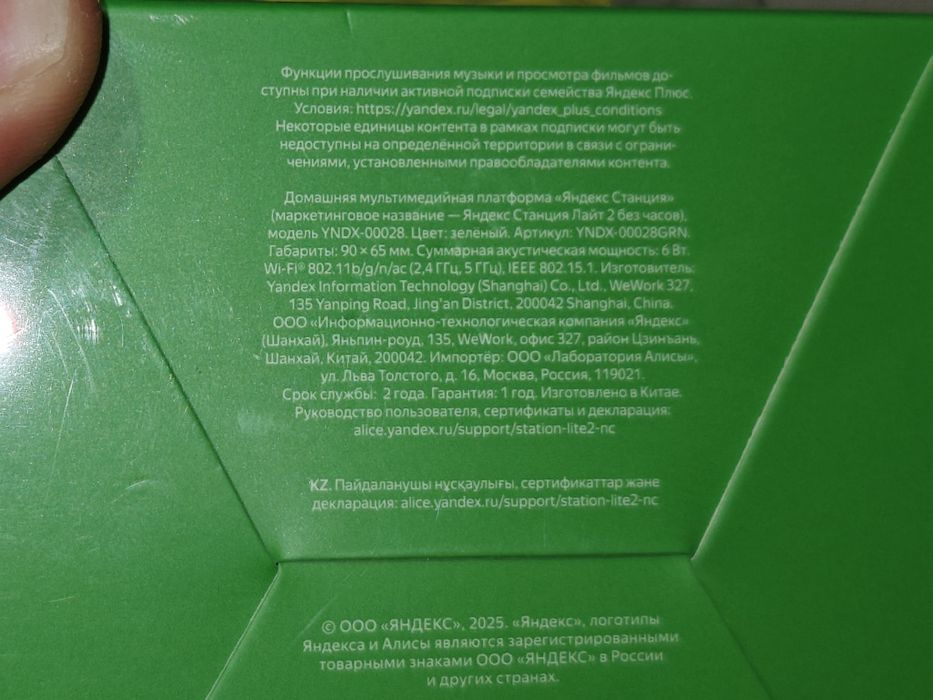 Функции прослушивания музыки и просмотра фильмов до-
ступны при наличии активной подписки семейства Яндекс Плюс.
Условия: https://yandex.ru/legal/yandex_plus_conditions
Некоторые единицы контента в рамках подписки могут быть
недоступны на определённой территории в связи с ограни-
чениями, установленными правообладателями контента.
Домашняя мультимедийная платформа «Яндекс Станция»
(маркетинговое название — Яндекс Станция Лайт 2 без часов),
модель YNDX-00028. Цвет: зелёный. Артикул: YNDX-00028GRN.
Габариты: 90 × 65 мм. Суммарная акустическая мощность: 6 Вт.
Wi-Fi® 802.11b/g/n/ac (2,4 ГГц, 5 ГГц), IEEE 802.15.1. Изготовитель:
Yandex Information Technology (Shanghai) Co., Ltd., WeWork 327,
135 Yanping Road, Jing'an District, 200042 Shanghai, China.
ООО «Информационно-технологическая компания «Яндекс»
(Шанхай), Яньпин-роуд, 135, WeWork, офис 327, район Цзинъань,
Шанхай, Китай, 200042. Импортёр: ООО «Лаборатория Алисы»,
ул. Льва Толстого, д. 16, Москва, Россия, 119021.
Срок службы: 2 года. Гарантия: 1 год. Изготовлено в Китае.
Руководство пользователя, сертификаты и декларация:
alice.yandex.ru/support/station-lite2-nc
KZ. Пайдаланушы нұсқаулығы, сертификаттар және
декларация: alice.yandex.ru/support/station-lite2-nc
© ООО «ЯНДЕКС», 2025. «Яндекс», логотипы
Яндекса и Алисы являются зарегистрированными
товарными знаками ООО «ЯНДЕКС» в России
и других странах.